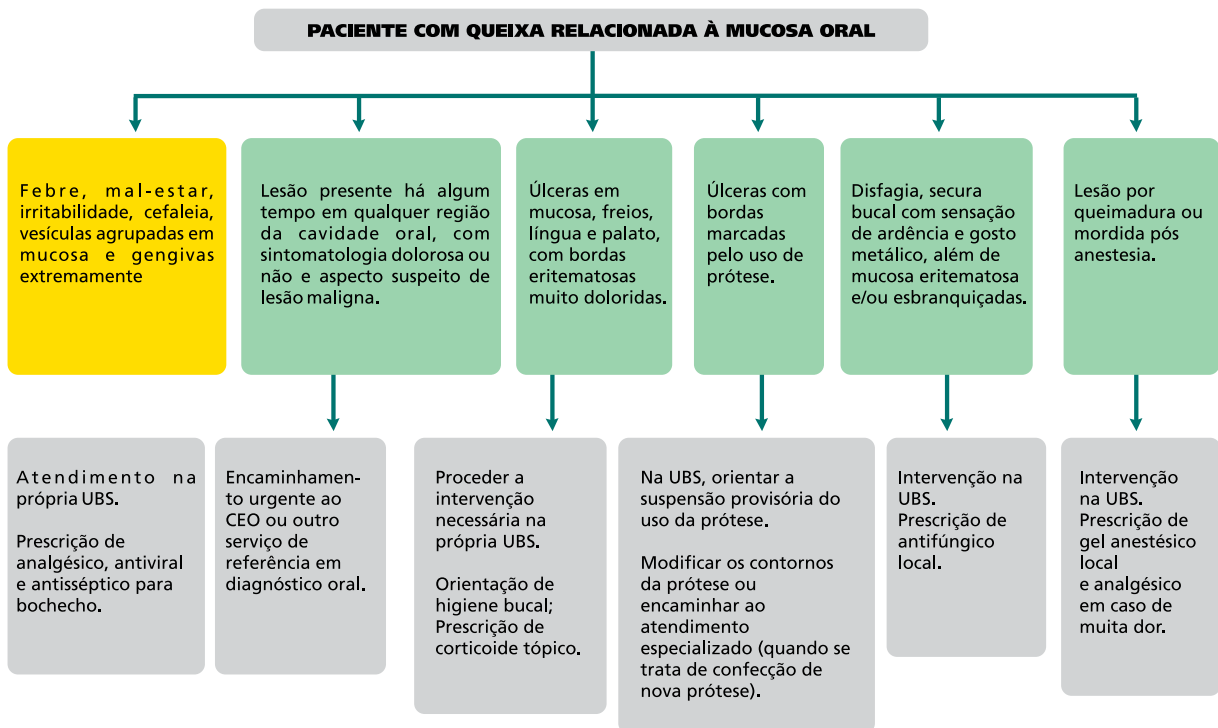 PACIENTE COM QUEIXA RELACIONADA À MUCOSA ORAL
Febre, mal-estar,
irritabilidade, cefaleia,
vesículas agrupadas em
mucosa e gengivas
extremamente
Lesão presente há algum
tempo em qualquer região
da cavidade oral, com
sintomatologia dolorosa ou
não e aspecto suspeito de
lesão maligna.
Úlceras em
mucosa, freios,
língua e palato,
com bordas
eritematosas
muito doloridas.
Úlceras com
bordas
marcadas
pelo uso de
prótese.
Disfagia, secura
bucal com sensação
de ardência e gosto
metálico, além de
mucosa eritematosa
e/ou esbranquiçadas.
Lesão por
queimadura ou
mordida pós
anestesia.
Atendimento na
própria UBS.
Prescrição de
analgésico, antiviral
e antisséptico para
bochecho.
Encaminhamen-
to urgente ao
CEO ou outro
serviço de
referência em
diagnóstico oral.
Proceder a
intervenção
necessária na
própria UBS.
Orientação de
higiene bucal;
Prescrição de
corticoide tópico.
Na UBS, orientar a
suspensão provisória do
uso da prótese.
Modificar os contornos
da prótese ou
encaminhar ao
atendimento
especializado (quando se
trata de confecção de
nova prótese).
Intervenção na
UBS.
Prescrição de
antifúngico
local.
Intervenção
na UBS.
Prescrição de
gel anestésico
local
e analgésico
em caso de
muita dor.